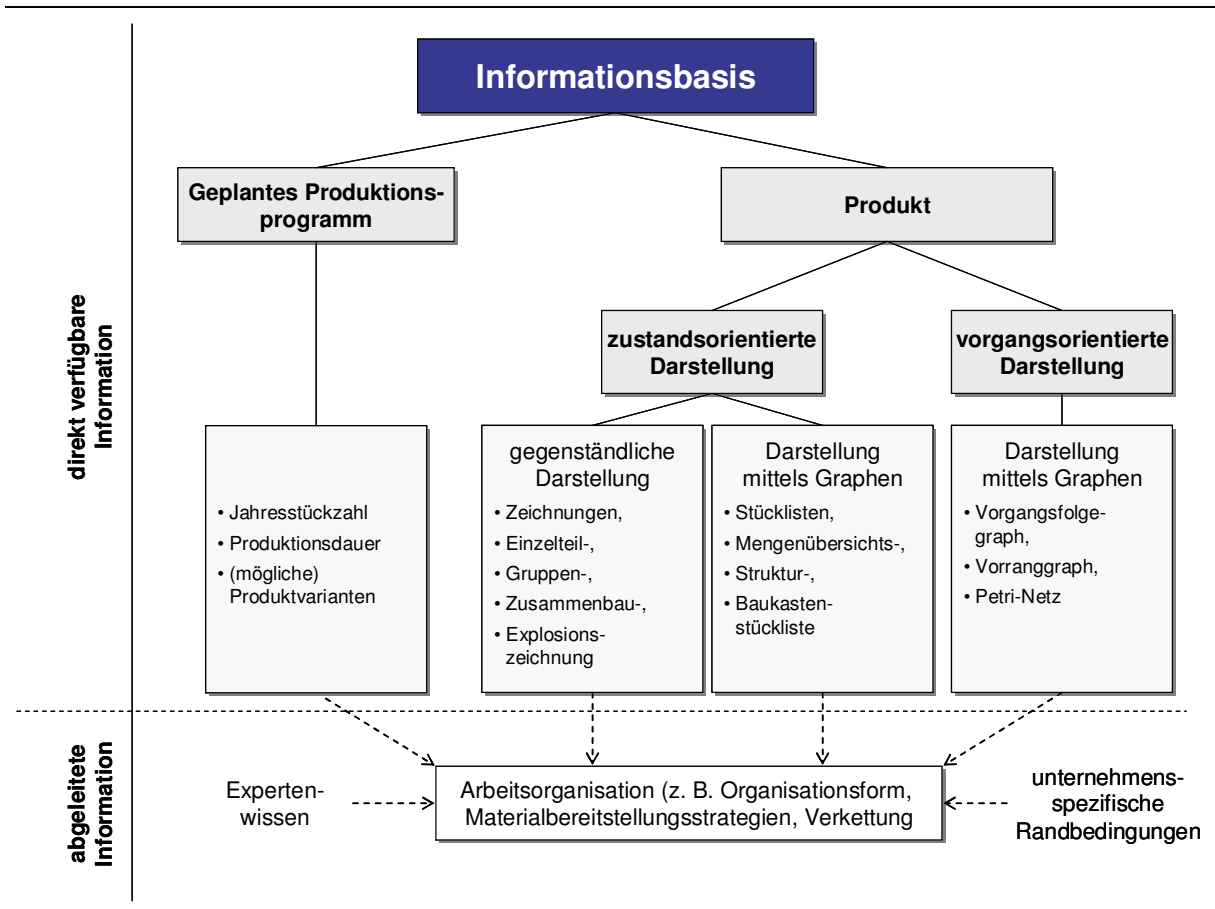 Informationsbasis
Geplantes Produktions-
programm
Produkt
zustandsorientierte
Darstellung
vorgangsorientierte
Darstellung
direkt verfügbare
Information
• Jahresstückzahl
• Produktionsdauer
• (mögliche)
Produktvarianten
gegenständliche
Darstellung
• Zeichnungen,
• Einzelteil-,
• Gruppen-,
• Zusammenbau-,
• Explosions-
zeichnung
Darstellung
mittels Graphen
• Stücklisten,
• Mengenübersichts-,
• Struktur-,
• Baukasten-
stückliste
Darstellung
mittels Graphen
• Vorgangsfolge-
graph,
• Vorranggraph,
• Petri-Netz
abgeleitete
Information
Experten-
wissen
Arbeitsorganisation (z. B. Organisationsform,
Materialbereitstellungsstrategien, Verkettung
unternehmens-
spezifische
Randbedingungen